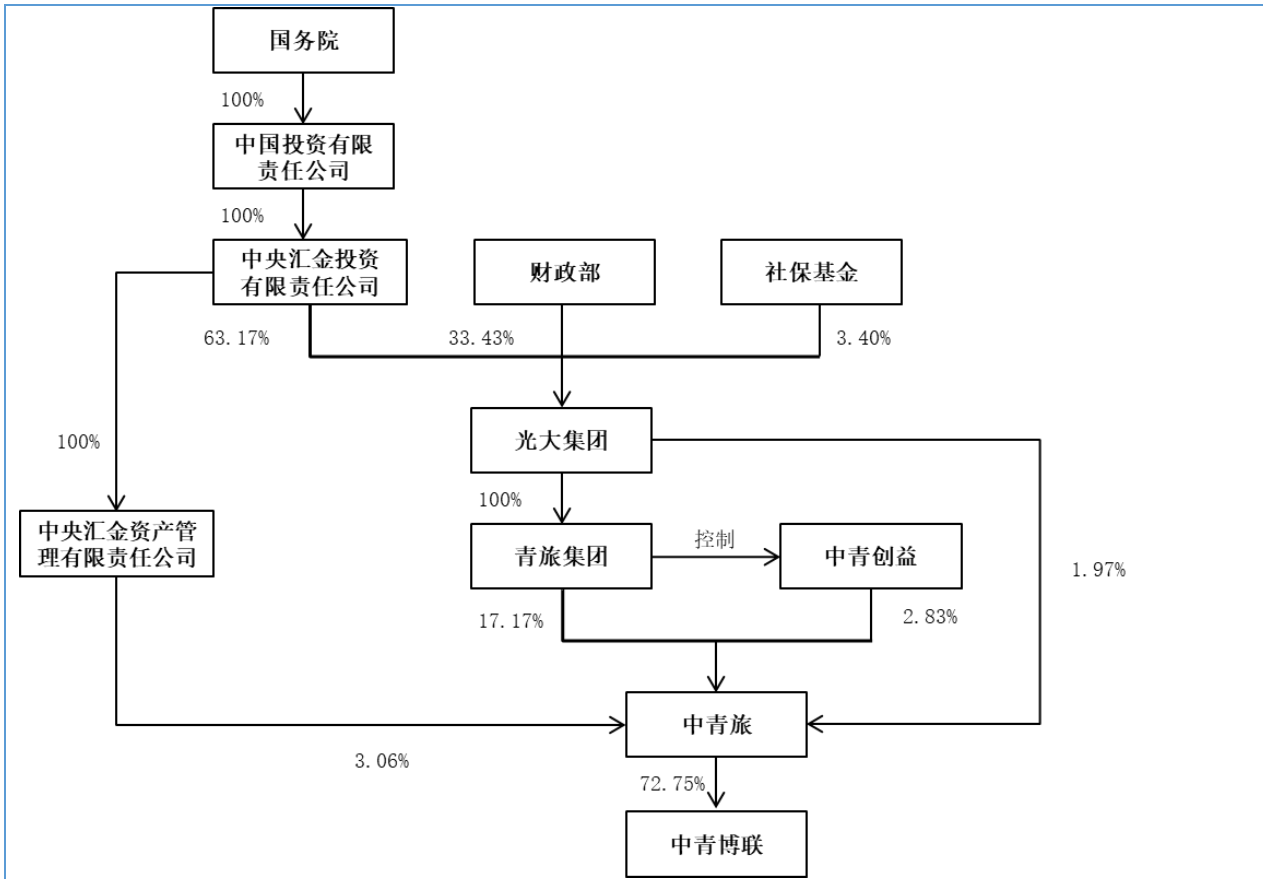 国务院
100%
中国投资有限
责任公司
100%
中央汇金投资
有限责任公司
财政部
社保基金
63.17%
33.43%
3.40%
光大集团
100%
100%
中央汇金资产管
理有限责任公司
青旅集团
控制
中青创益
1.97%
17.17%
2.83%
中青旅
3.06%
72.75%
中青博联